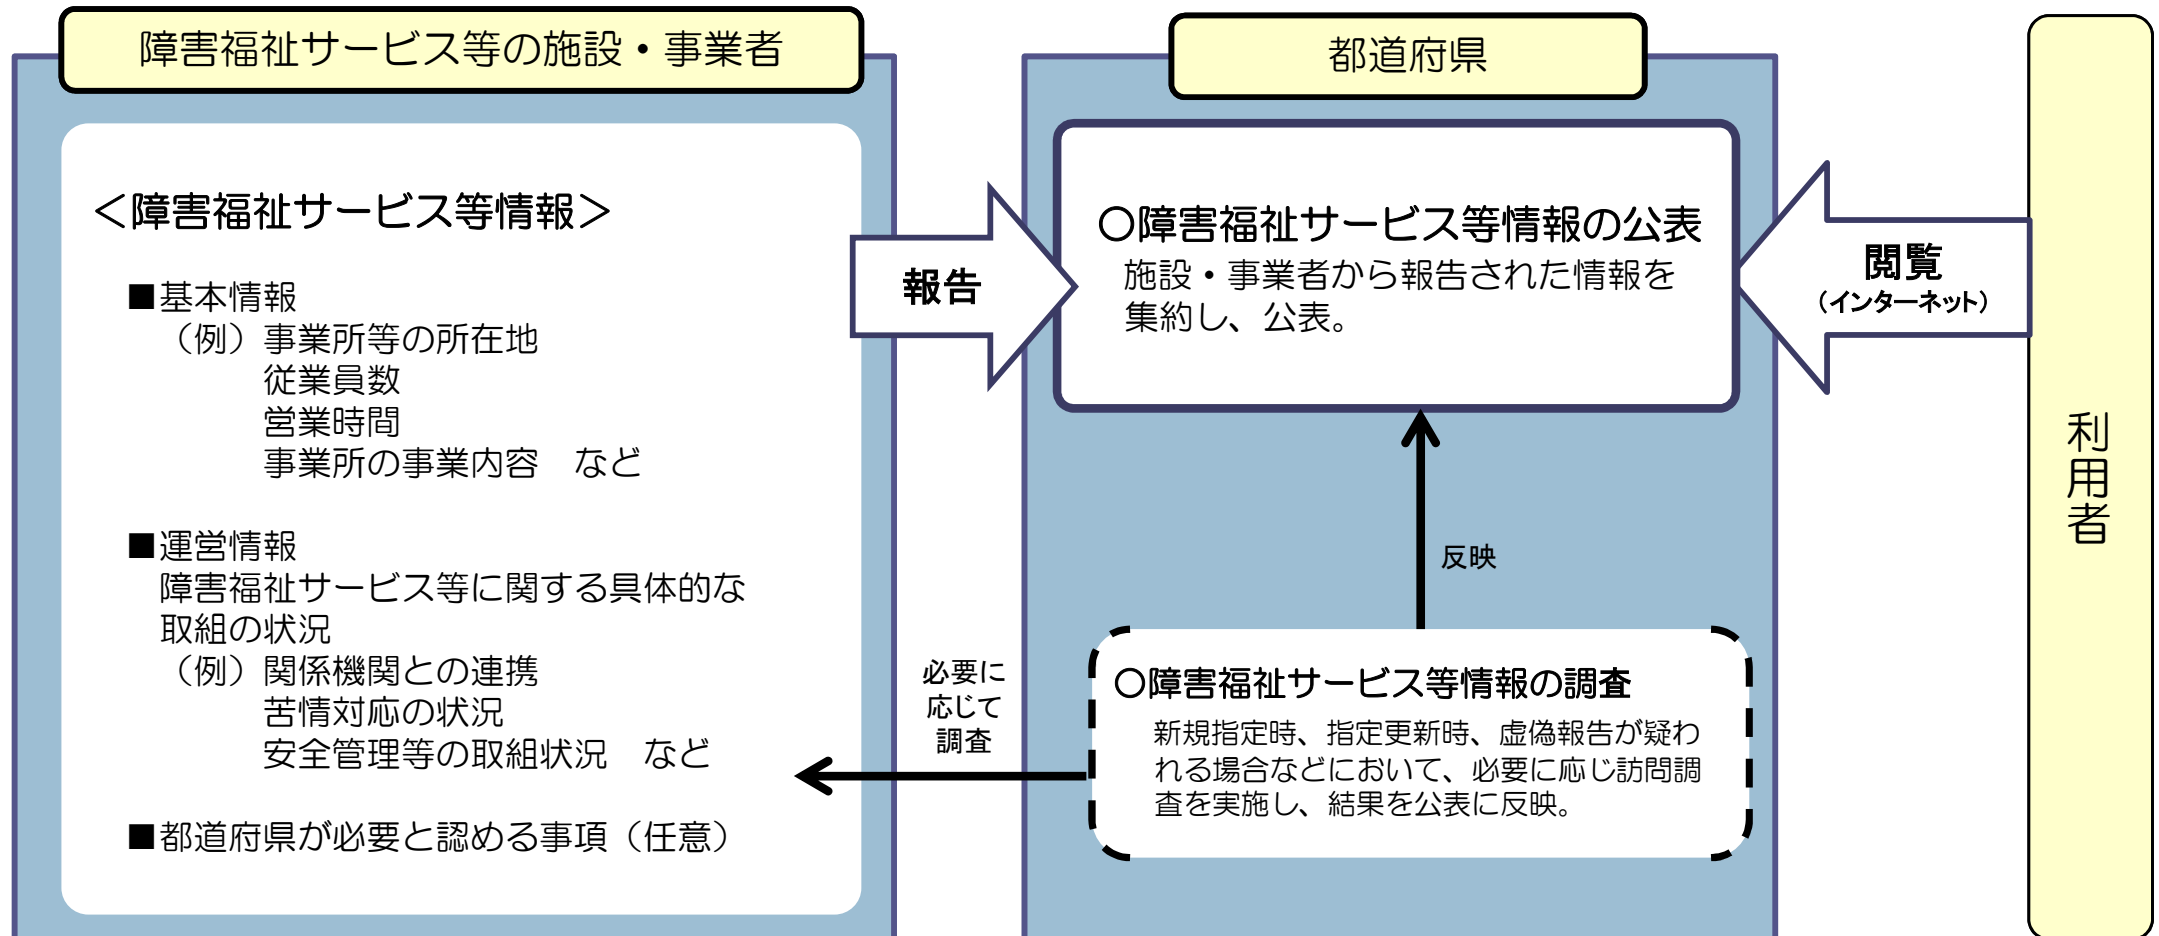 障害福祉サービス等の施設・事業者
＜障害福祉サービス等情報＞
■基本情報
（例）事業所等の所在地
従業員数
営業時間
事業所の事業内容　など
■運営情報
障害福祉サービス等に関する具体的な
取組の状況
（例）関係機関との連携
苦情対応の状況
安全管理等の取組状況　など
■都道府県が必要と認める事項（任意）
報告
必要に
応じて
調査
都道府県
○障害福祉サービス等情報の公表
施設・事業者から報告された情報を
集約し、公表。
反映
○障害福祉サービス等情報の調査
新規指定時、指定更新時、虚偽報告が疑わ
れる場合などにおいて、必要に応じ訪問調
査を実施し、結果を公表に反映。
閲覧
（インターネット）
利用者